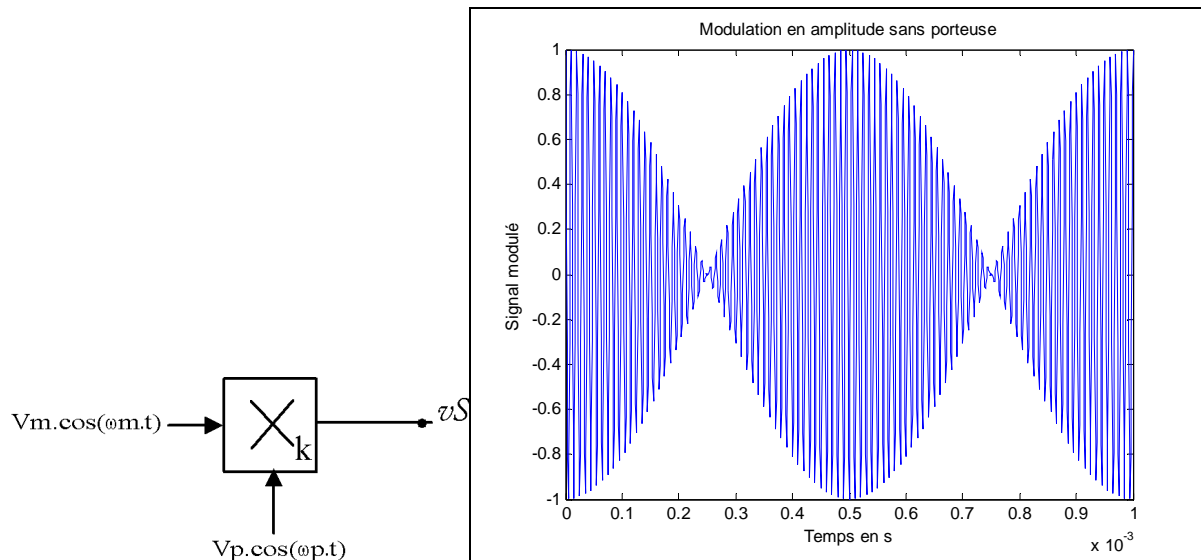 Vm.cos(ωm.t)
k
vS
Vp.cos(ωp.t)
Modulation en amplitude sans porteuse
Signal modulé
1
0.8
0.6
0.4
0.2
0
-0.2
-0.4
-0.6
-0.8
-1
0 0.1 0.2 0.3 0.4 0.5 0.6 0.7 0.8 0.9 1
Temps en s
x 10⁻³